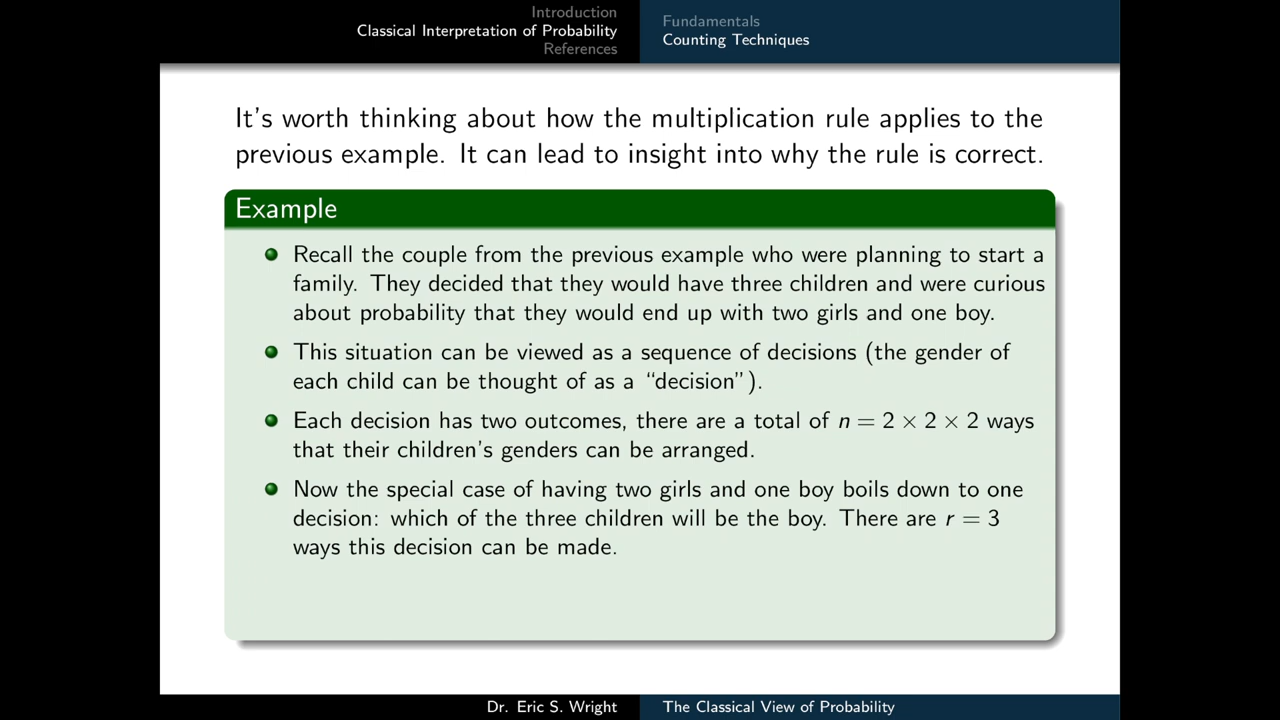 Introduction
Classical Interpretation of Probability
References
Fundamentals
Counting Techniques
It's worth thinking about how the multiplication rule applies to the
previous example. It can lead to insight into why the rule is correct.
Example
Recall the couple from the previous example who were planning to start a
family. They decided that they would have three children and were curious
about probability that they would end up with two girls and one boy.
This situation can be viewed as a sequence of decisions (the gender of
each child can be thought of as a “decision”).
Each decision has two outcomes, there are a total of n = 2 × 2 × 2 ways
that their children's genders can be arranged.
Now the special case of having two girls and one boy boils down to one
decision: which of the three children will be the boy. There are r = 3
ways this decision can be made.
Dr. Eric S. Wright
The Classical View of Probability